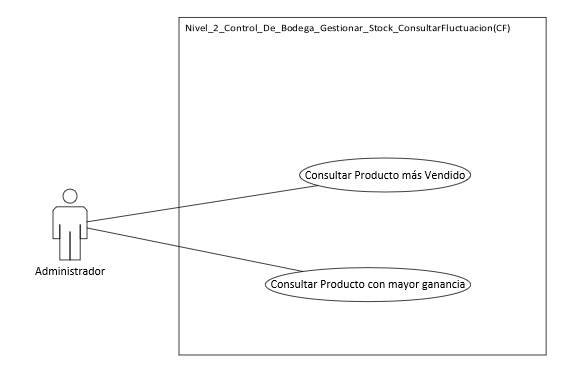 Nivel_2_Control_De_Bodega_Gestionar_Stock_ConsultarFluctuacion(CF)
Consultar Producto más Vendido
Administrador
Consultar Producto con mayor ganancia